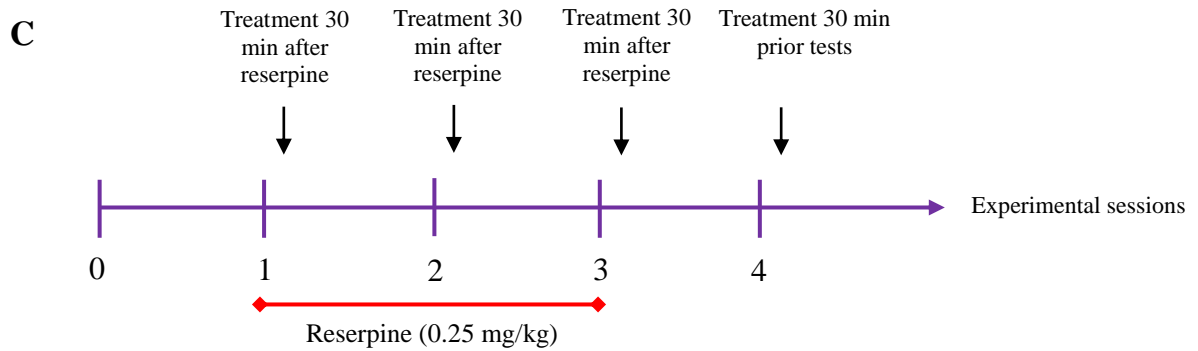 C
Treatment 30
min after
reserpine
Treatment 30
min after
reserpine
Treatment 30
min after
reserpine
Treatment 30 min
prior tests
Experimental sessions
0
1
2
3
4
Reserpine (0.25 mg/kg)